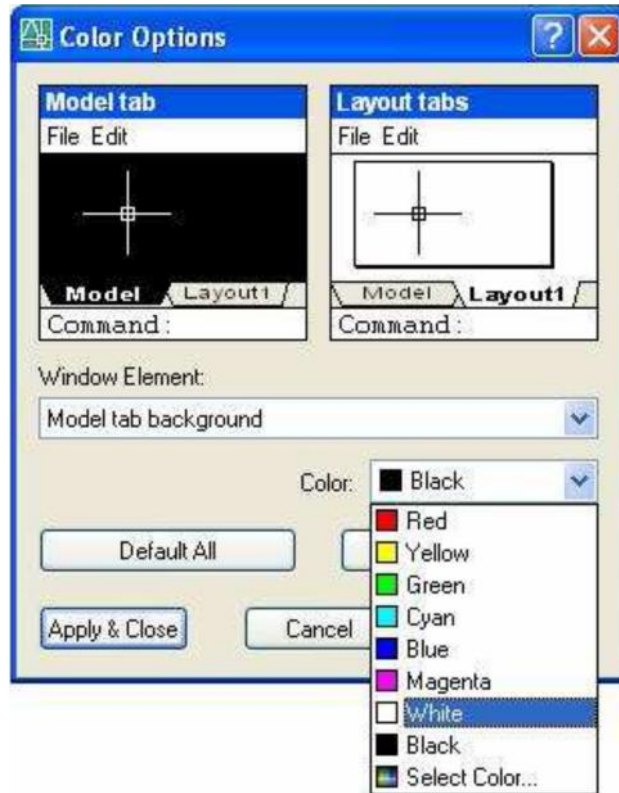 Color Options
Model tab
File Edit
Model
Layout1
Command:
Layout tabs
File Edit
Model
Layout1
Command:
Window Element:
Model tab background
Color:
Black
Default All
Apply & Close
Cancel
Red
Yellow
Green
Cyan
Blue
Magenta
White
Black
Select Color...